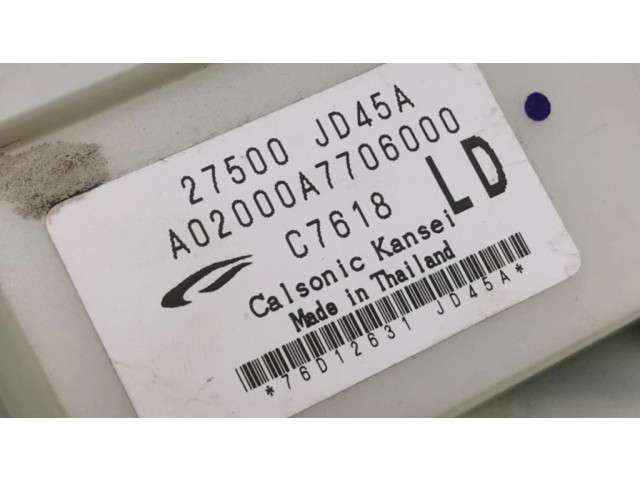 27500 JD45A
A02000A7706000
C7618 LD
Calsonic Kansei
Made in Thailand
*76D12631 JD45A*